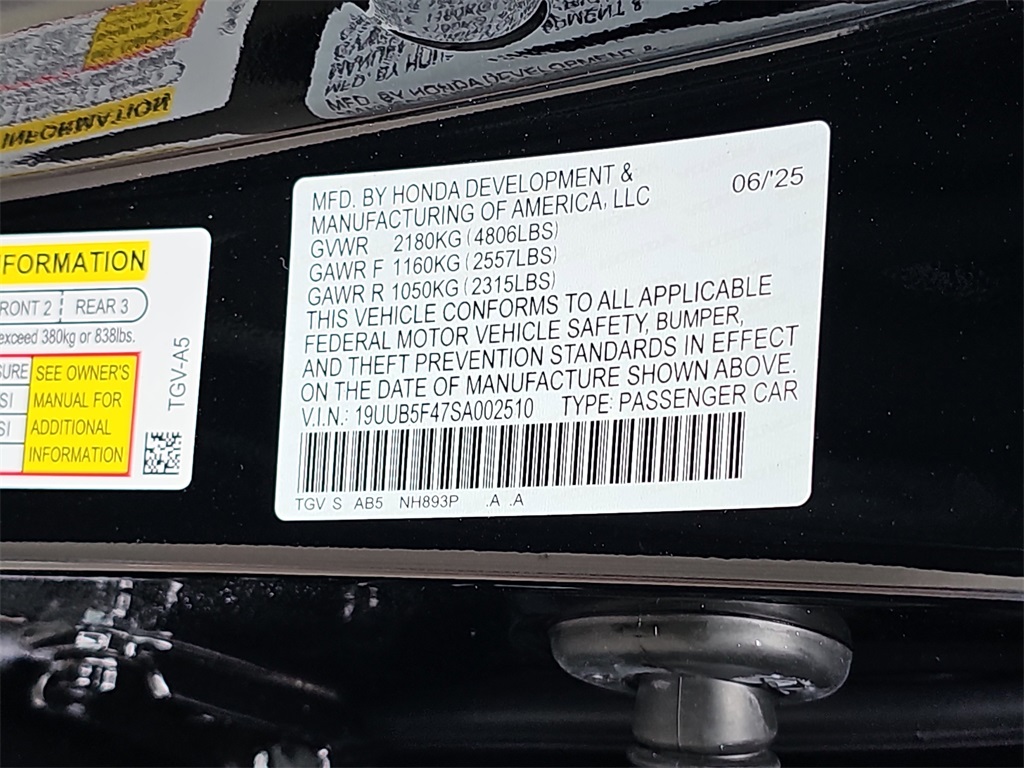 MFD. BY HONDA DEVELOPMENT &
MANUFACTURING OF AMERICA, LLC
06/'25
GVWR 2180KG (4806LBS)
GAWR F 1160KG (2557LBS)
GAWR R 1050KG (2315LBS)
THIS VEHICLE CONFORMS TO ALL APPLICABLE
FEDERAL MOTOR VEHICLE SAFETY, BUMPER,
AND THEFT PREVENTION STANDARDS IN EFFECT
ON THE DATE OF MANUFACTURE SHOWN ABOVE.
V.I.N.: 19UUB5F47SA002510 TYPE: PASSENGER CAR
TGV S AB5 NH893P .A .A
FORMATION
RONT 2 REAR 3
exceed 380kg or 838lbs.
SURE
SI
SI
SEE OWNER'S
MANUAL FOR
ADDITIONAL
INFORMATION
TGV-A5